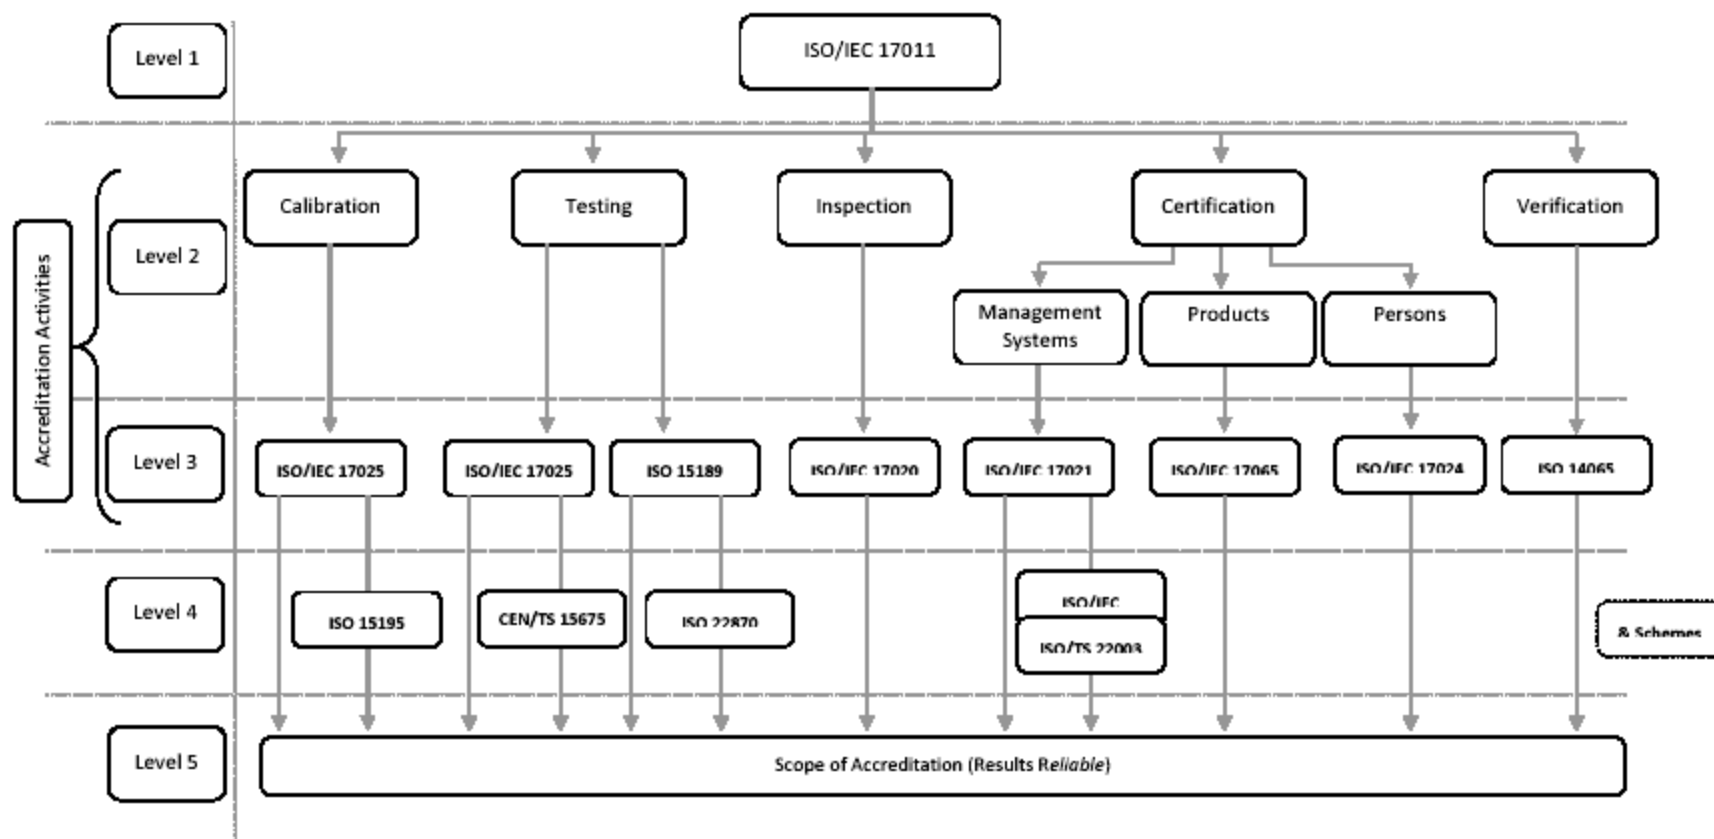 Level 1
ISO/IEC 17011
Accreditation Activities
Level 2
Calibration
Testing
Inspection
Certification
Verification
Management
Systems
Products
Persons
Level 3
ISO/IEC 17025
ISO/IEC 17025
ISO 15189
ISO/IEC 17020
ISO/IEC 17021
ISO/IEC 17065
ISO/IEC 17024
ISO 14065
Level 4
ISO 15195
CEN/TS 15675
ISO 22870
ISO/IEC
ISO/TS 22003
& Schemes
Level 5
Scope of Accreditation (Results Reliable)